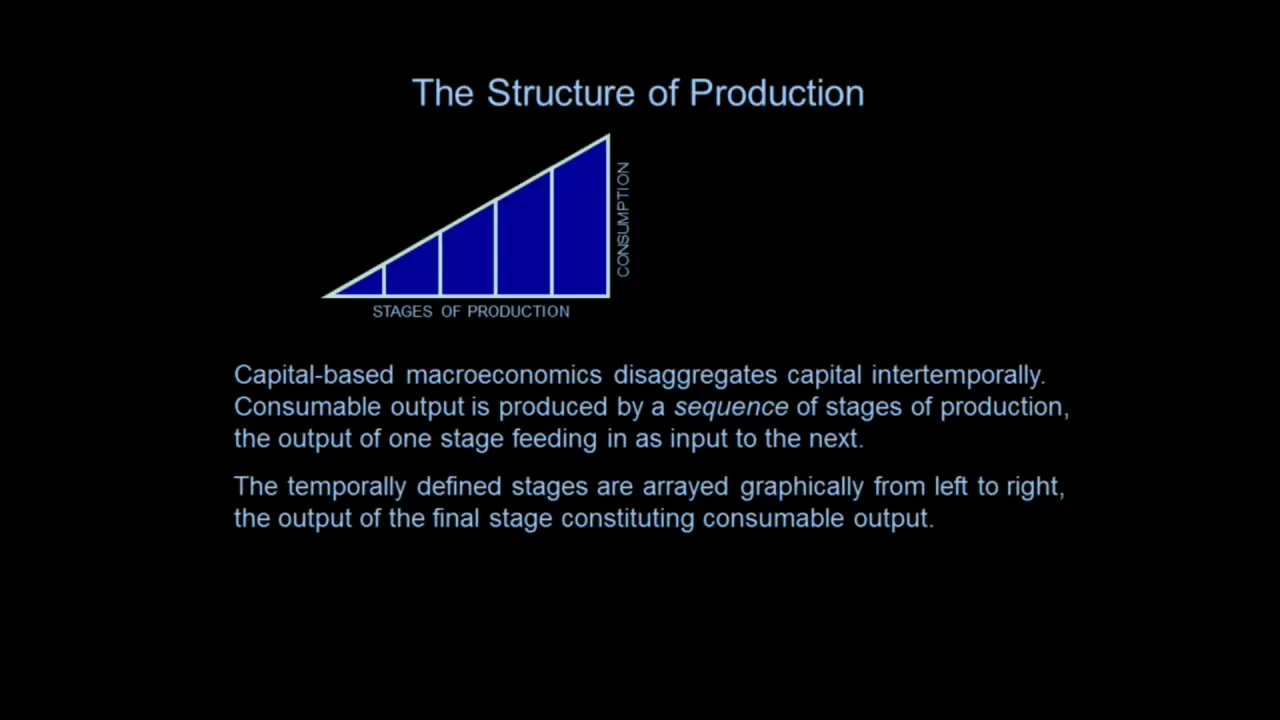 The Structure of Production
CONSUMPTION
STAGES OF PRODUCTION
Capital-based macroeconomics disaggregates capital intertemporally.
Consumable output is produced by a sequence of stages of production,
the output of one stage feeding in as input to the next.
The temporally defined stages are arrayed graphically from left to right,
the output of the final stage constituting consumable output.